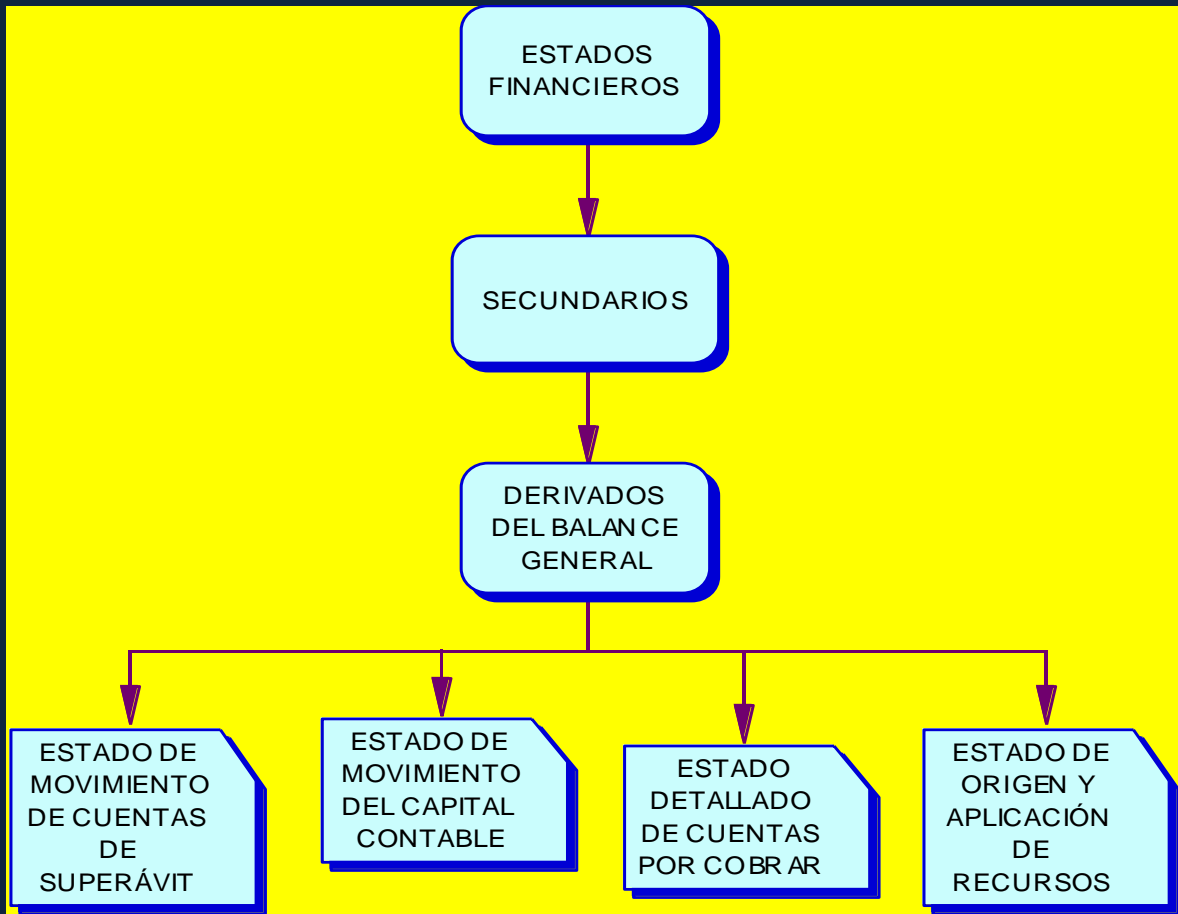 ESTADOS
FINANCIEROS
SECUNDARIOS
DERIVADOS
DEL BALANCE
GENERAL
ESTADO DE
MOVIMIENTO
DE CUENTAS
DE
SUPERÁVIT
ESTADO DE
MOVIMIENTO
DEL CAPITAL
CONTABLE
ESTADO
DETALLADO
DE CUENTAS
POR COBRAR
ESTADO DE
ORIGEN Y
APLICACIÓN
DE
RECURSOS